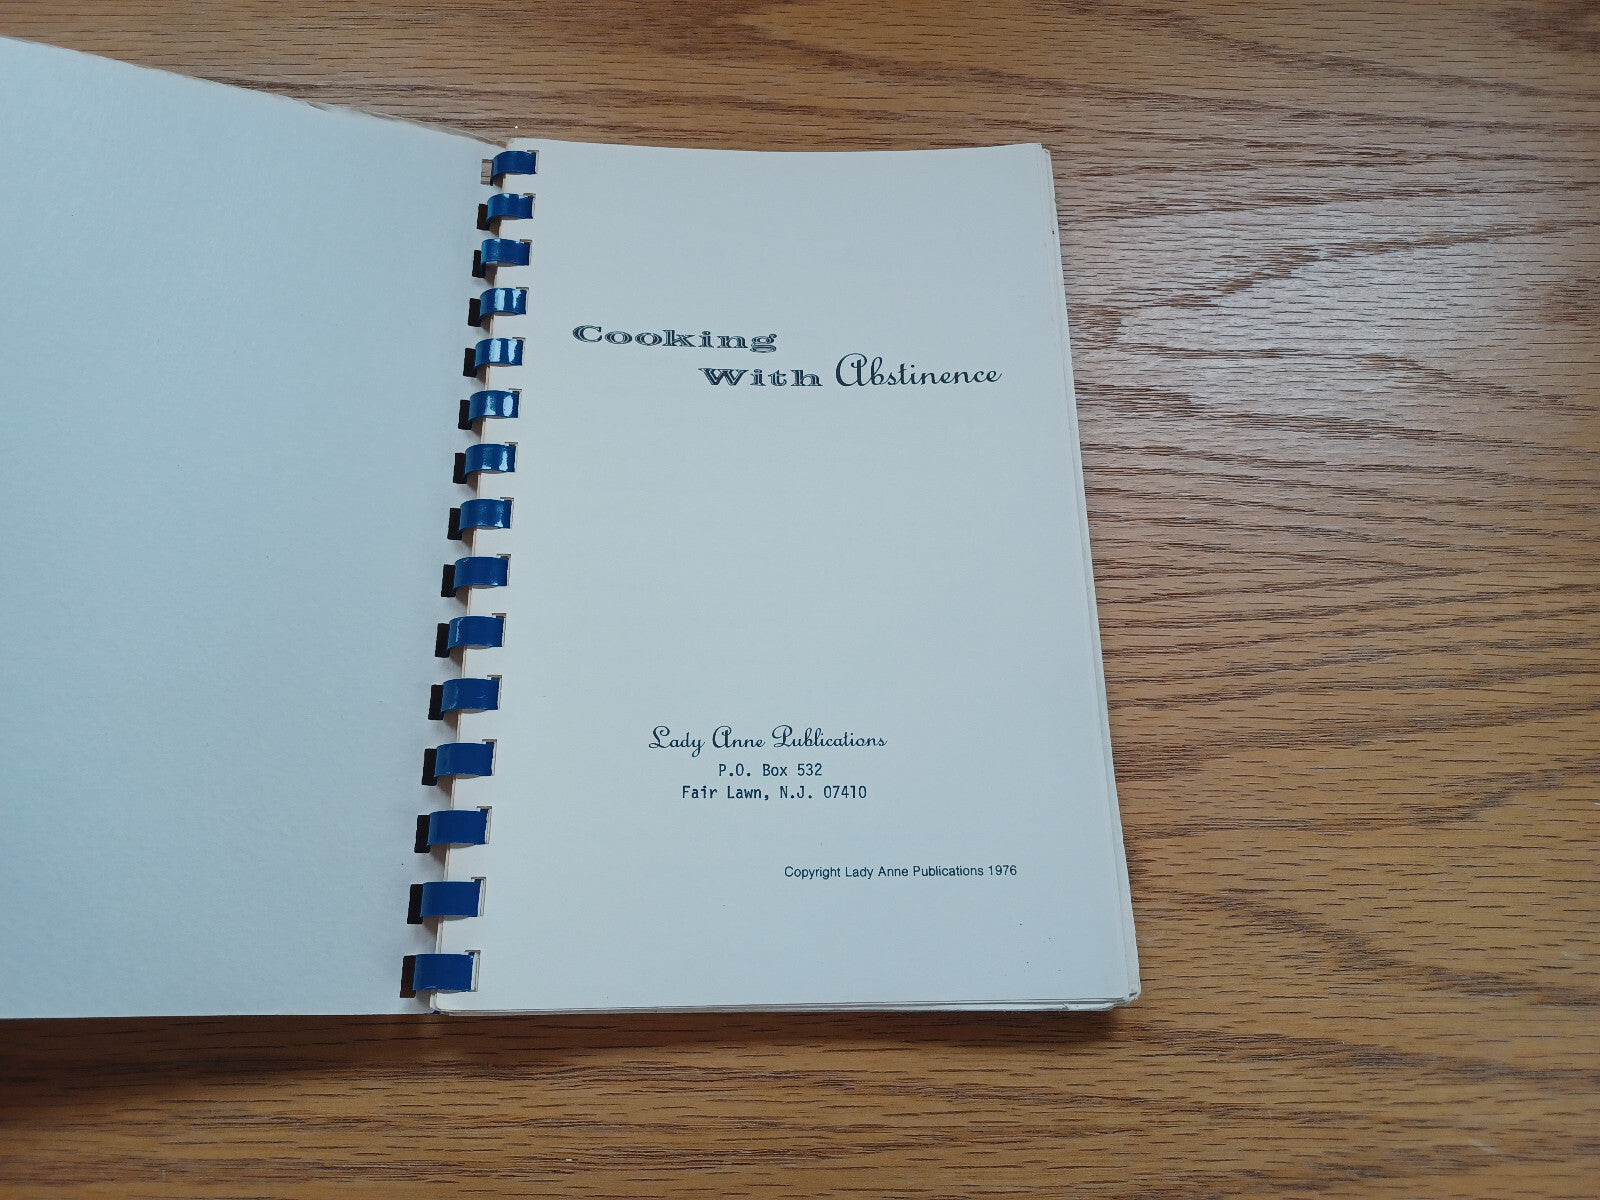 Cooking
With Abstinence
Lady Anne Publications
P.O. Box 532
Fair Lawn, N.J. 07410
Copyright Lady Anne Publications 1976